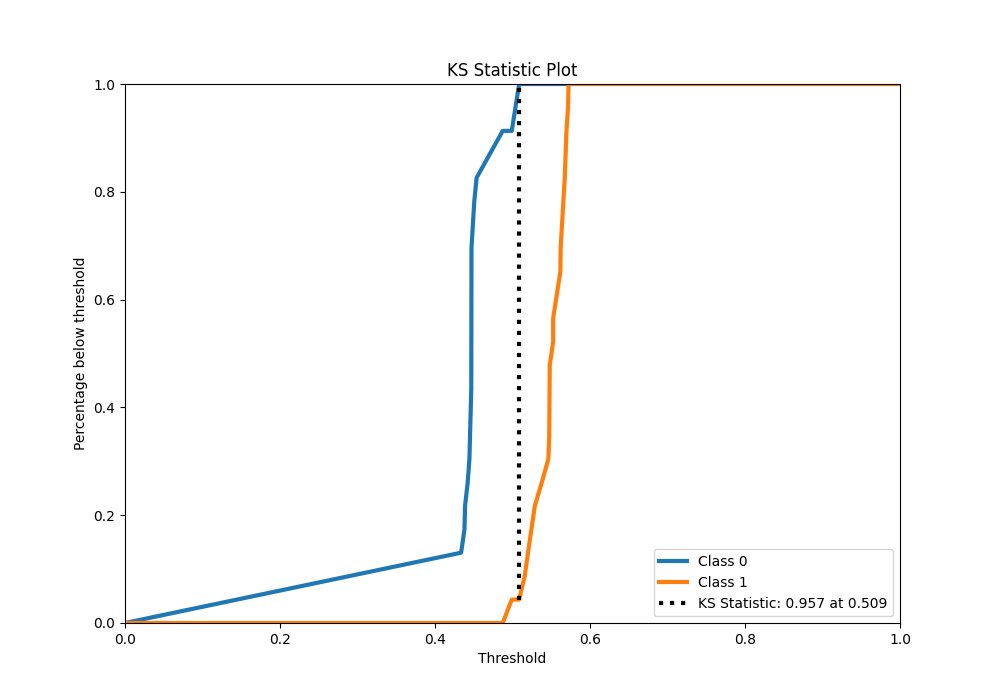 KS Statistic Plot
Percentage below threshold
1.0
0.8
0.6
0.4
0.2
0.0
0.0 0.2 0.4 0.6 0.8 1.0
Threshold
Class 0
Class 1
KS Statistic: 0.957 at 0.509